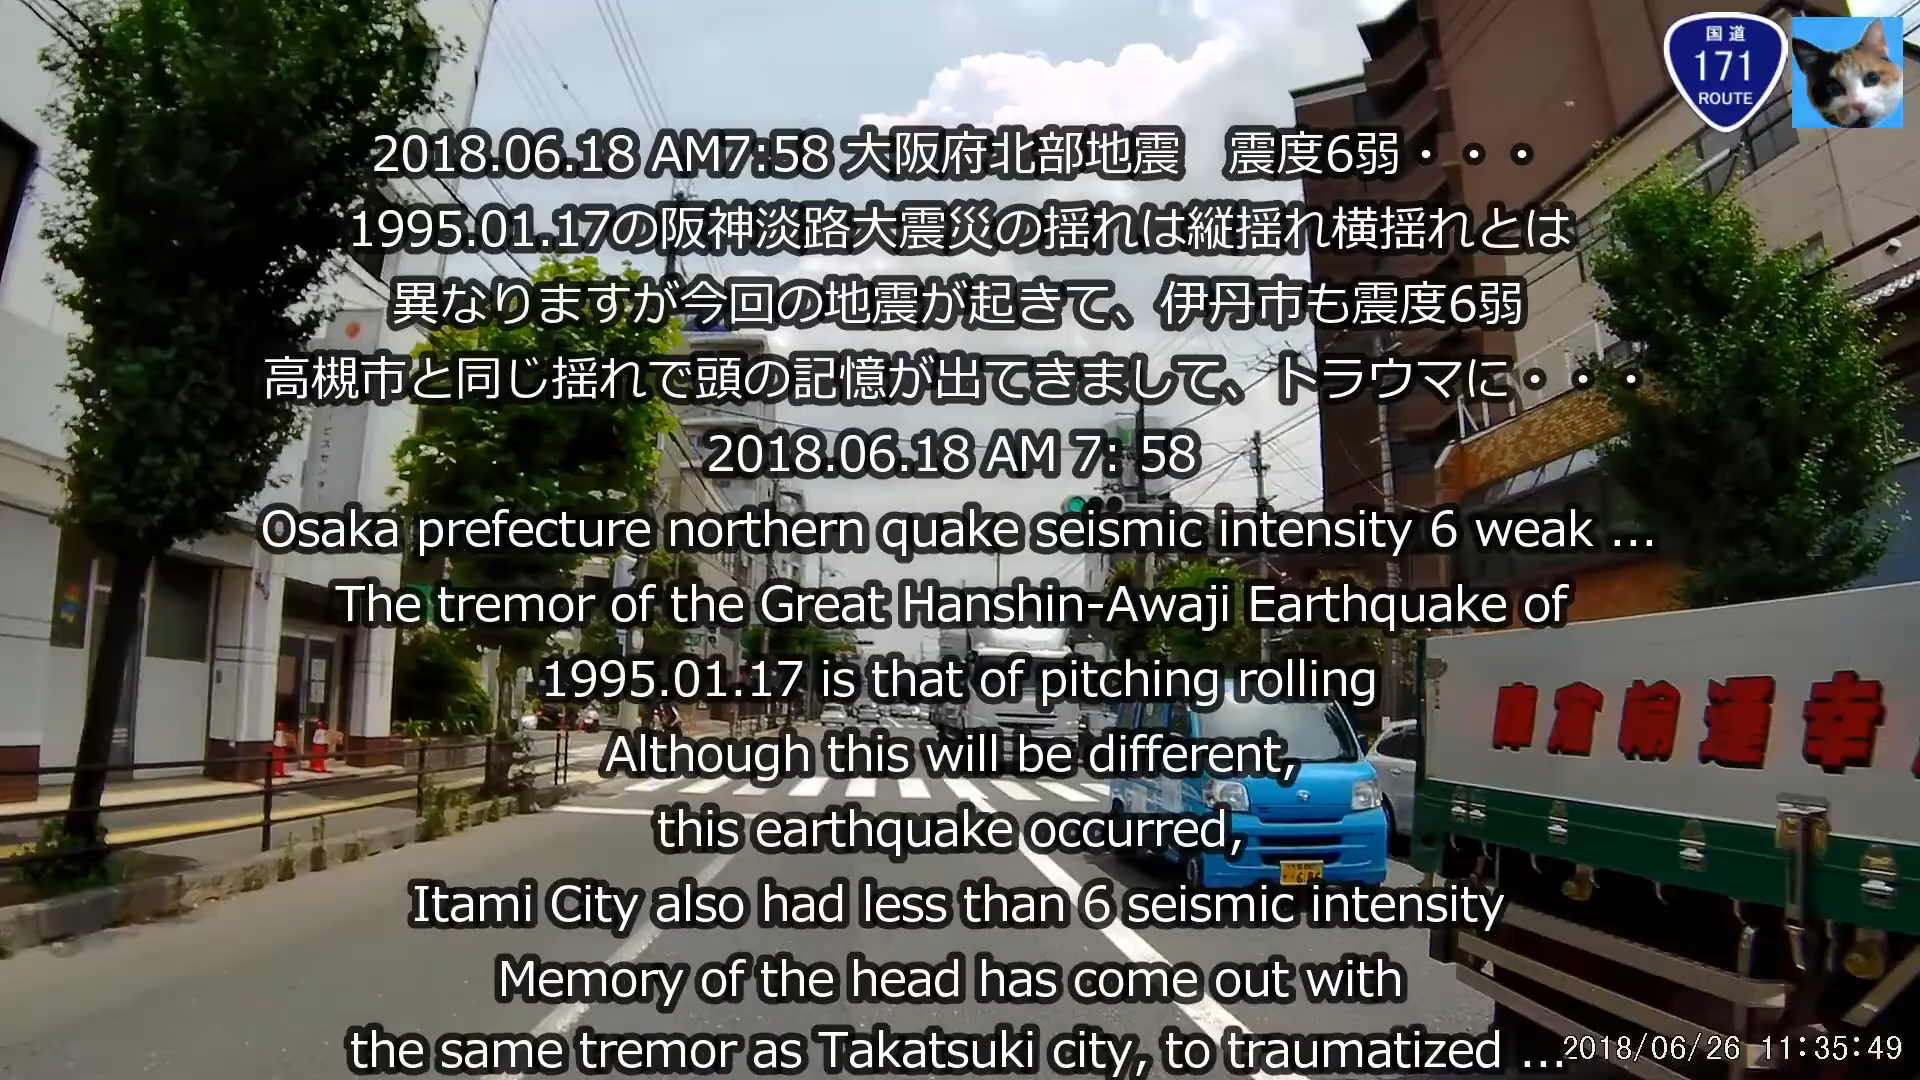 国道
171
ROUTE
2018.06.18 AM7:58 大阪府北部地震　震度6弱・・・
1995.01.17の阪神淡路大震災の揺れは縦揺れ横揺れとは
異なりますが今回の地震が起きて、伊丹市も震度6弱
高槻市と同じ揺れで頭の記憶が出てきまして、トラウマに・・・
2018.06.18 AM 7: 58
Osaka prefecture northern quake seismic intensity 6 weak ...
The tremor of the Great Hanshin-Awaji Earthquake of
1995.01.17 is that of pitching rolling
Although this will be different,
this earthquake occurred,
Itami City also had less than 6 seismic intensity
Memory of the head has come out with
the same tremor as Takatsuki city, to traumatized ...
庫倉輸運幸
2018/06/26 11:35:49